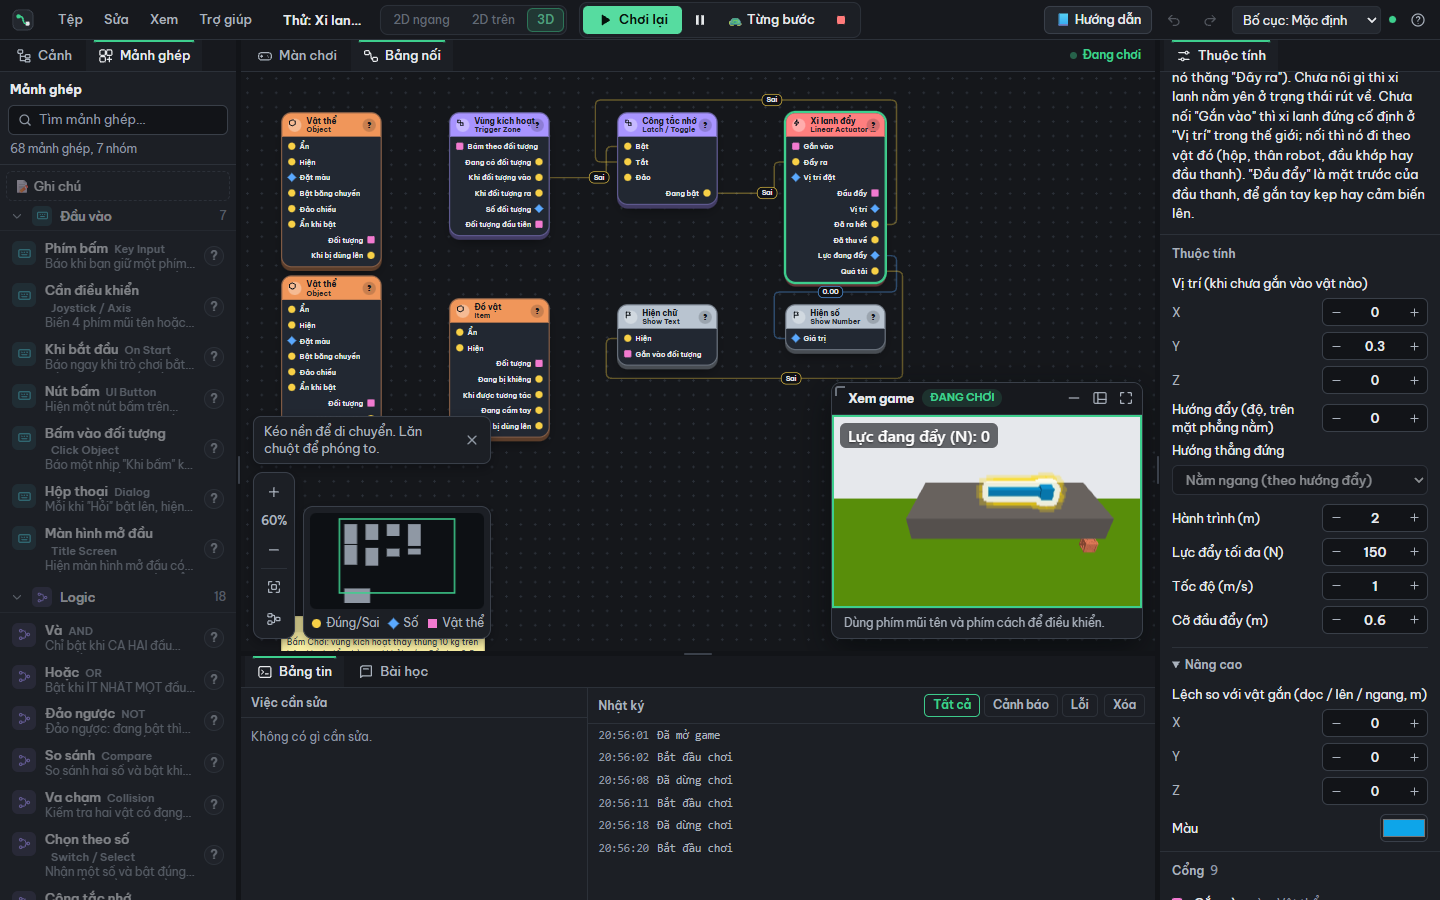 Tệp
Sửa
Xem
Trợ giúp
Thử: Xi lan...
2D ngang
2D trên
3D
Chơi lại
Từng bước
Hướng dẫn
Bố cục: Mặc định
Cảnh
Mảnh ghép
Mảnh ghép
Tìm mảnh ghép...
68 mảnh ghép, 7 nhóm
Ghi chú
Đầu vào 7
Phím bấm Key Input
Báo khi bạn giữ một phím...
Cần điều khiển
Joystick / Axis
Biến 4 phím mũi tên hoặc...
Khi bắt đầu On Start
Báo ngay khi trò chơi bắt...
Nút bấm UI Button
Hiện một nút bấm trên...
Bấm vào đối tượng
Click Object
Báo một nhịp "Khi bấm" k...
Hộp thoại Dialog
Mỗi khi "Hỏi" bật lên, hiện...
Màn hình mở đầu
Title Screen
Hiện màn hình mở đầu có...
Logic 18
Và AND
Chỉ bật khi CẢ HAI đầu...
Hoặc OR
Bật khi ÍT NHẤT MỘT đầu...
Đảo ngược NOT
Đảo ngược: đang bật thì...
So sánh Compare
So sánh hai số và bật khi...
Va chạm Collision
Kiểm tra hai vật có đang...
Chọn theo số
Switch / Select
Nhận một số và bật đúng...
Công tắc nhớ
Màn chơi
Bảng nối
Đang chơi
Vật thể
Object
Ẩn
Hiện
Đặt màu
Bật băng chuyền
Đảo chiều
Ẩn khi bật
Đối tượng
Khi bị dùng lên
Vật thể
Object
Ẩn
Hiện
Đặt màu
Bật băng chuyền
Đảo chiều
Ẩn khi bật
Đối tượng
Vùng kích hoạt
Trigger Zone
Bám theo đối tượng
Đang có đối tượng
Khi đối tượng vào
Khi đối tượng ra
Số đối tượng
Đối tượng đầu tiên
Đồ vật
Item
Ẩn
Hiện
Đối tượng
Đang bị khiêng
Khi được tương tác
Đang cầm tay
bị dùng lên
Công tắc nhớ
Latch / Toggle
Bật
Tắt
Đảo
Đang bật
Xi lanh đẩy
Linear Actuator...
Gắn vào
Đẩy ra
Vị trí đặt
Đầu đẩy
Vị trí
Đã ra hết
Đã thu về
Lực đang đẩy
Quá tải
Hiện chữ
Show Text
Hiện
Gắn vào đối tượng
Hiện số
Show Number
Giá trị
Sai
Sai
Sai
0.00
Sai
Kéo nền để di chuyển. Lăn
chuột để phóng to.
60%
Đúng/Sai
Số
Vật thể
Bấm Chơi: vùng kích hoạt thấy thùng 10 kg trên
Xem game
ĐANG CHƠI
Lực đang đẩy (N): 0
Dùng phím mũi tên và phím cách để điều khiển.
Bảng tin
Bài học
Việc cần sửa
Không có gì cần sửa.
Nhật ký
Tất cả
Cảnh báo
Lỗi
Xóa
20:56:01 Đã mở game
20:56:02 Bắt đầu chơi
20:56:08 Đã dừng chơi
20:56:11 Bắt đầu chơi
20:56:18 Đã dừng chơi
20:56:20 Bắt đầu chơi
Thuộc tính
nó thẳng "Đẩy ra"). Chưa nối gì thì xi
lanh nằm yên ở trạng thái rút về. Chưa
nối "Gắn vào" thì xi lanh đứng cố định ở
"Vị trí" trong thế giới; nối thì nó đi theo
vật đó (hộp, thân robot, đầu khớp hay
đầu thanh). "Đầu đẩy" là mặt trước của
đầu thanh, để gắn tay kẹp hay cảm biến
lên.
Thuộc tính
Vị trí (khi chưa gắn vào vật nào)
X 0
Y 0.3
Z 0
Hướng đẩy (độ, trên
mặt phẳng nằm) 0
Hướng thẳng đứng
Nằm ngang (theo hướng đẩy)
Hành trình (m) 2
Lực đẩy tối đa (N) 150
Tốc độ (m/s) 1
Cỡ đầu đẩy (m) 0.6
Nâng cao
Lệch so với vật gắn (dọc / lên / ngang, m)
X 0
Y 0
Z 0
Màu
Cổng 9